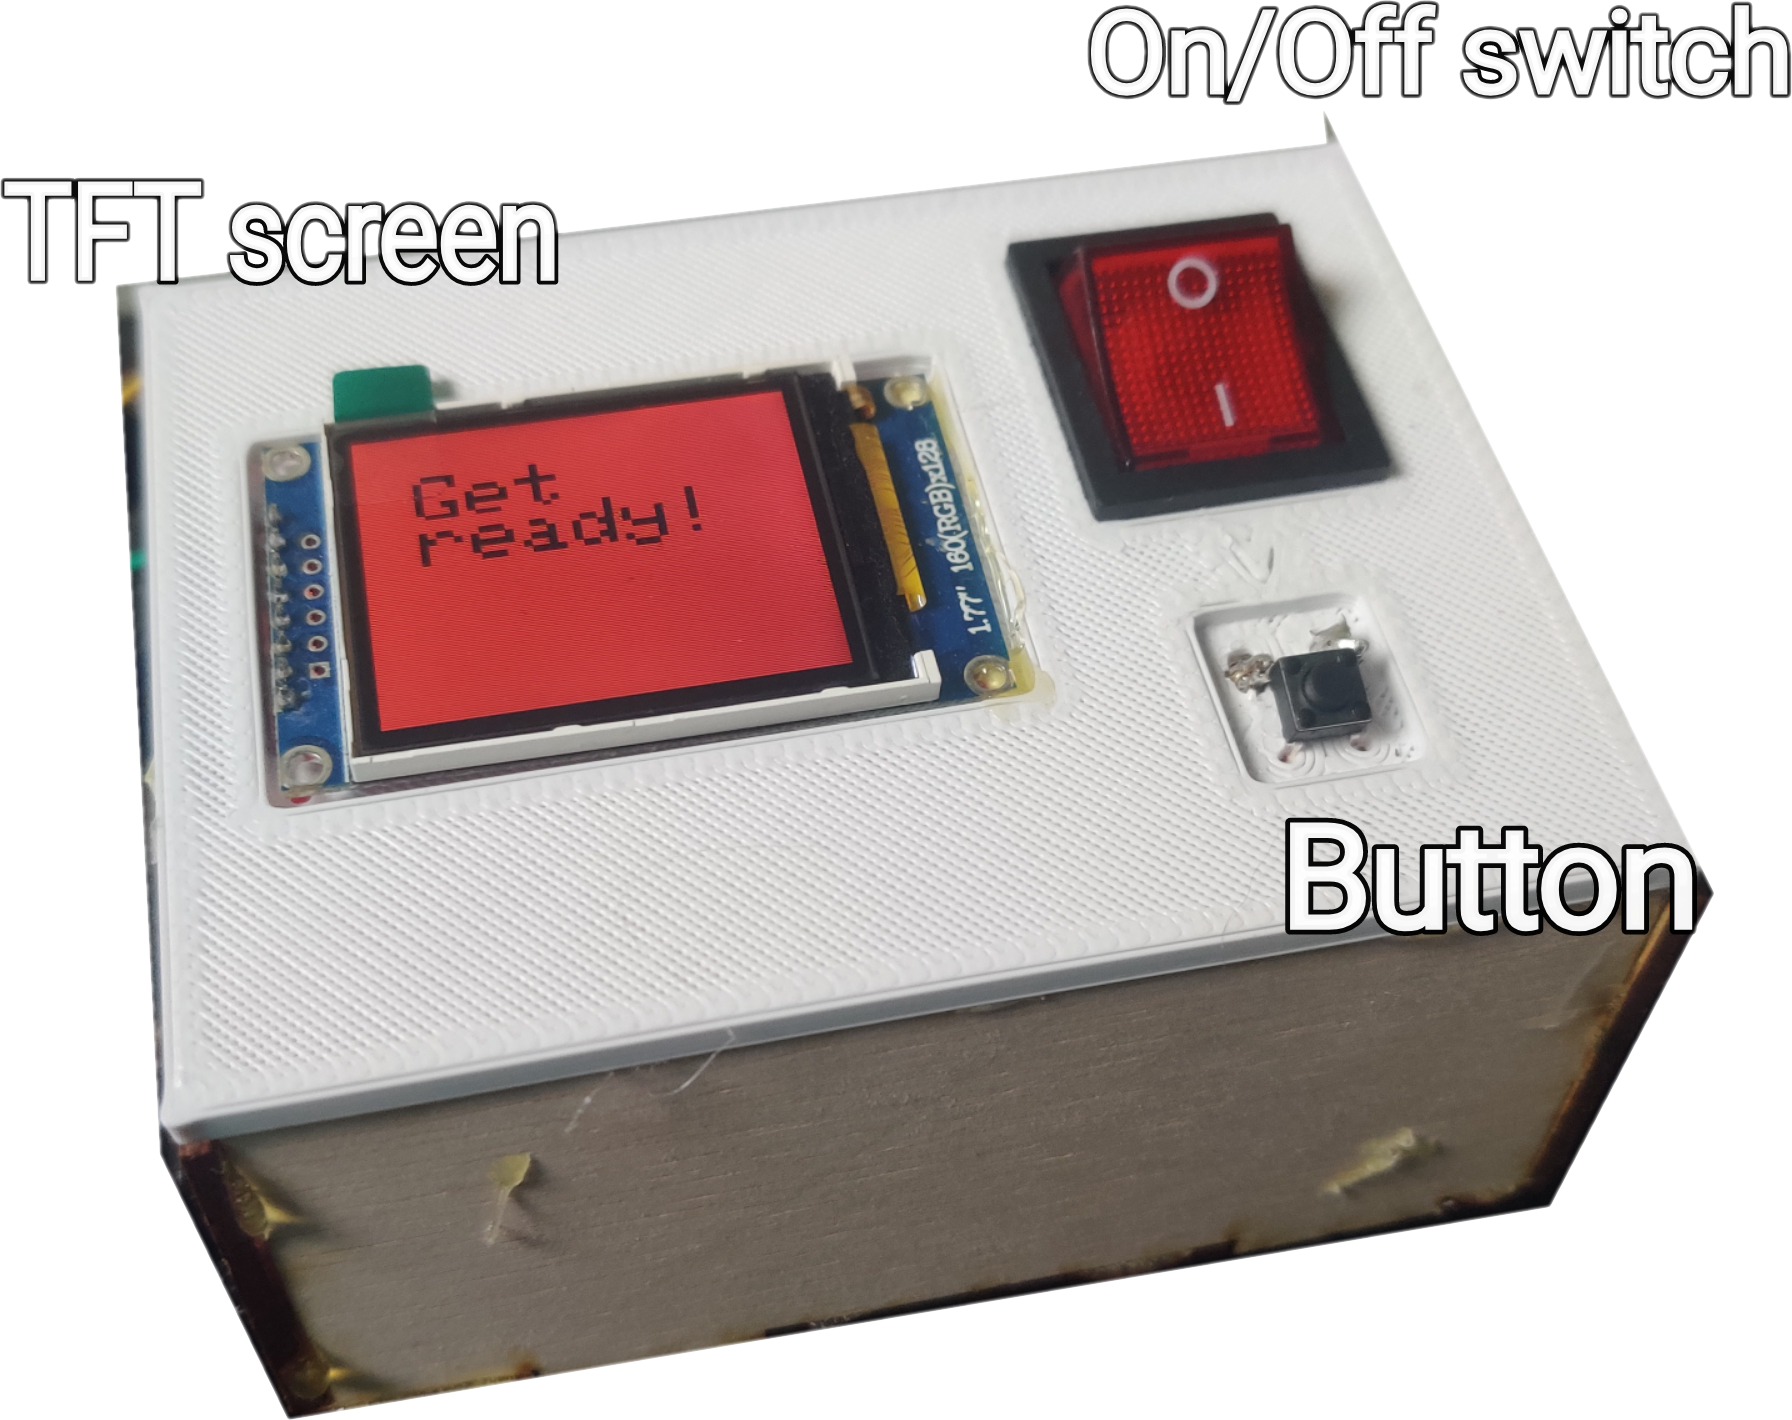 On/Off switch
TFT screen
Get
ready!
1.77" 160(RGB)x128
Button